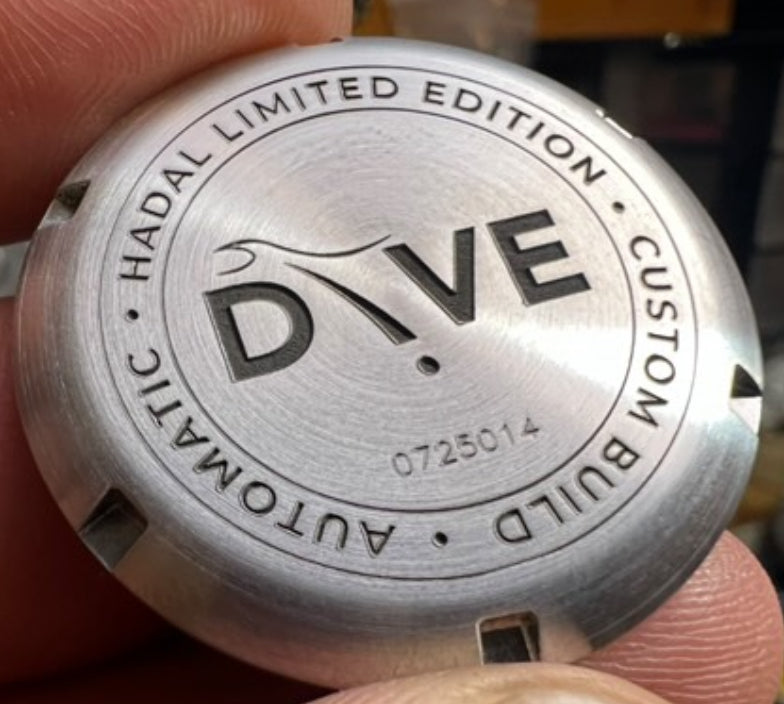 HADAL LIMITED EDITION • CUSTOM BUILD • AUTOMATIC •
DIVE
0725014